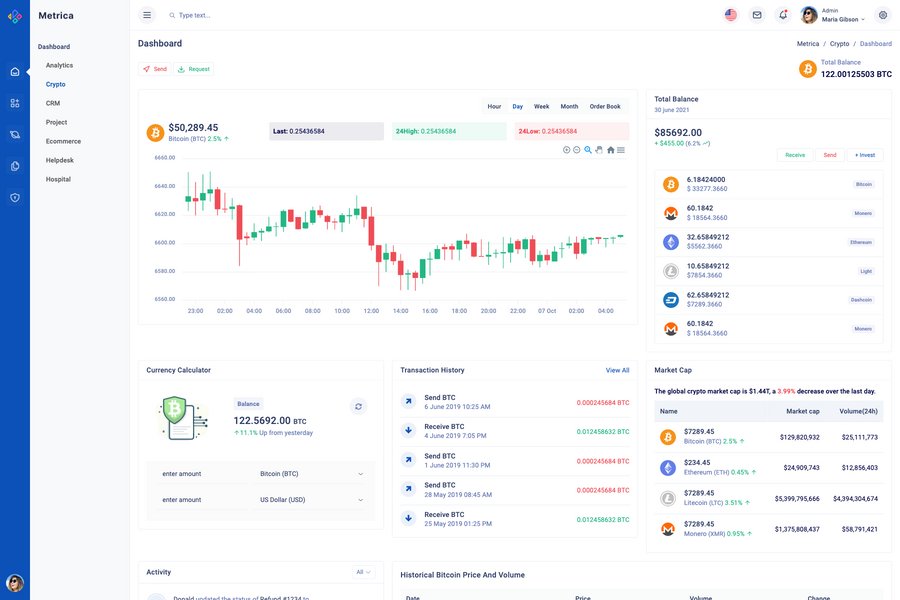 Metrica
Type text...
Admin
Maria Gibson
Dashboard
Analytics
Crypto
CRM
Project
Ecommerce
Helpdesk
Hospital
Dashboard
Metrica / Crypto / Dashboard
Send
Request
Total Balance
122.00125503 BTC
Hour Day Week Month Order Book
$50,289.45
Bitcoin (BTC) 2.5%
Last: 0.25436584
24High: 0.25436584
24Low: 0.25436584
6660.00
6640.00
6620.00
6600.00
6580.00
6560.00
23:00 02:00 04:00 06:00 08:00 10:00 12:00 14:00 16:00 18:00 20:00 22:00 07 Oct 02:00 04:00
Total Balance
30 june 2021
$85692.00
+ $455.00 (6.2% )
Receive
Send
+ Invest
6.18424000
$ 33277.3660
Bitcoin
60.1842
$ 18564.3660
Monero
32.65849212
$5562.3660
Ethereum
10.65849212
$7854.3660
Light
62.65849212
$7289.3660
Dashcoin
60.1842
$ 18564.3660
Monero
Currency Calculator
Balance
122.5692.00 BTC
11.1% Up from yesterday
enter amount Bitcoin (BTC)
enter amount US Dollar (USD)
Transaction History
View All
Send BTC
6 June 2019 10:25 AM
0.000245684 BTC
Receive BTC
4 June 2019 7:05 PM
0.012458632 BTC
Send BTC
1 June 2019 11:30 PM
0.000245684 BTC
Send BTC
28 May 2019 08:45 AM
0.000245684 BTC
Receive BTC
25 May 2019 01:25 PM
0.012458632 BTC
Market Cap
The global crypto market cap is $1.44T, a 3.99% decrease over the last day.
Name Market cap Volume(24h)
$7289.45
Bitcoin (BTC) 2.5%
$129,820,932 $25,111,773
$234.45
Ethereum (ETH) 0.45%
$24,909,743 $12,856,403
$7289.45
Litecoin (LTC) 3.51%
$5,399,795,666 $4,394,304,674
$7289.45
Monero (XMR) 0.95%
$1,375,808,437 $58,791,421
Activity
All
Donald updated the status of Refund #1234 to
Historical Bitcoin Price And Volume
Date Price Volume Change